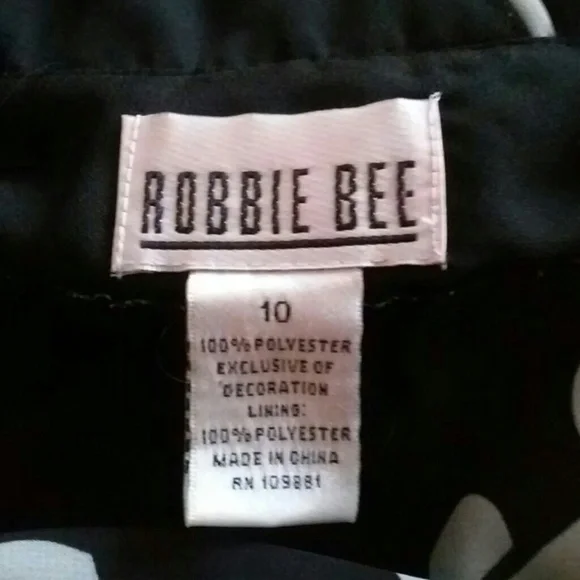 ROBBIE BEE
10
100% POLYESTER
EXCLUSIVE OF
DECORATION
LINING:
100% POLYESTER
MADE IN CHINA
RN 109881